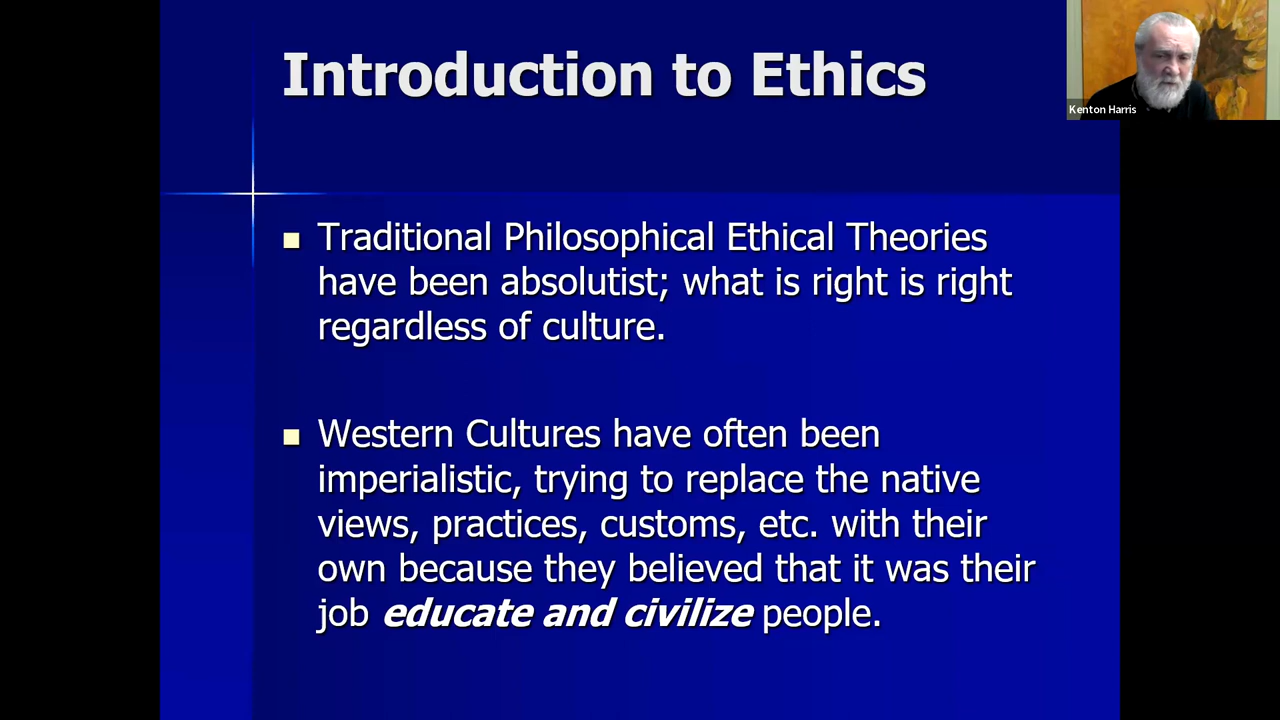 Introduction to Ethics
Kenton Harris
Traditional Philosophical Ethical Theories
have been absolutist; what is right is right
regardless of culture.
Western Cultures have often been
imperialistic, trying to replace the native
views, practices, customs, etc. with their
own because they believed that it was their
job educate and civilize people.